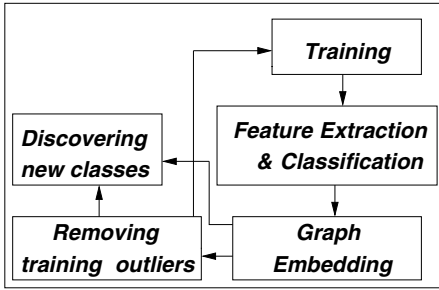 Training
Feature Extraction
& Classification
Discovering
new classes
Removing
training outliers
Graph
Embedding